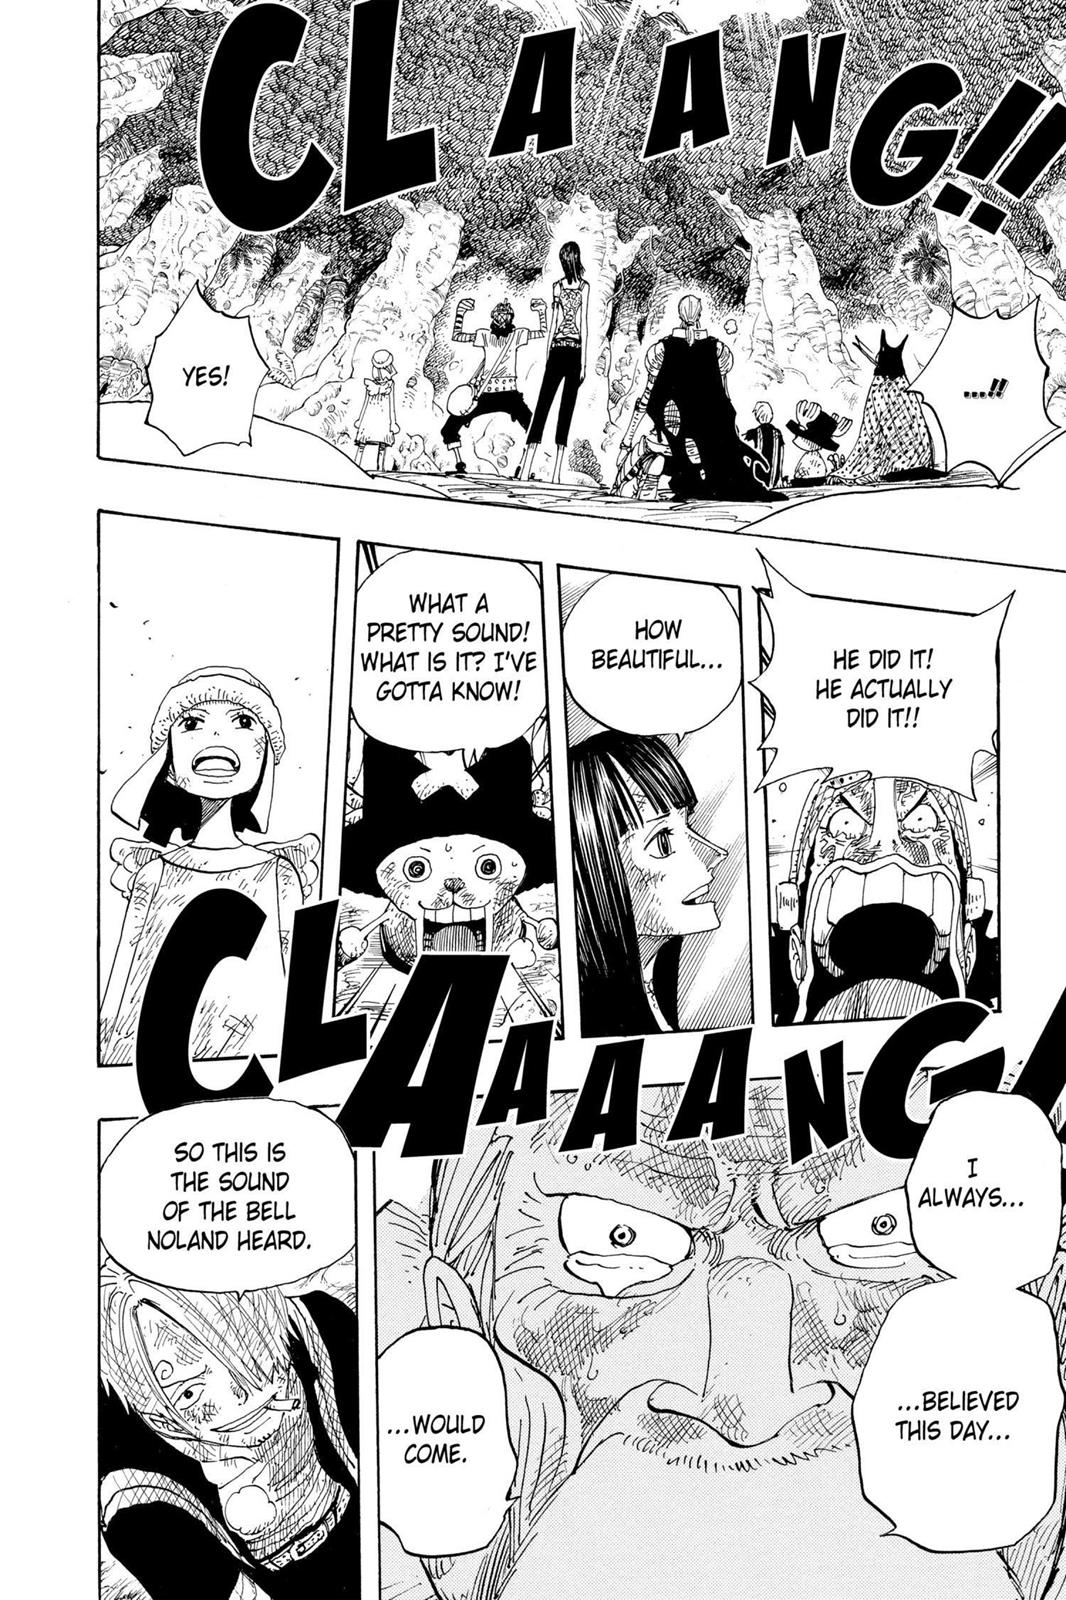 CLAAANG!!
....!!
YES!
HE DID IT!
HE ACTUALLY
DID IT!!
HOW
BEAUTIFUL...
WHAT A
PRETTY SOUND!
WHAT IS IT? I'VE
GOTTA KNOW!
CLAAAAANG!
I
ALWAYS...
...BELIEVED
THIS DAY...
...WOULD
COME.
SO THIS IS
THE SOUND
OF THE BELL
NOLAND HEARD.